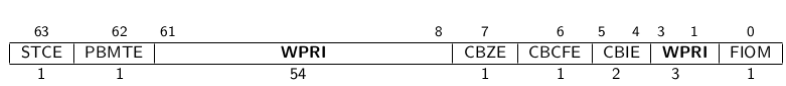 63 62 61 8 7 6 5 4 3 1 0
STCE PBMTE WPRI CBZE CBCFE CBIE WPRI FIOM
1 1 54 1 1 2 3 1